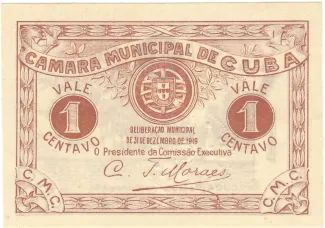 CAMARA MUNICIPAL DE CUBA
VALE
1
CENTAVO
VALE
1
CENTAVO
DELIBERAÇÃO MUNICIPAL
DE 31 DE DEZEMBRO DE 1918
O Presidente da Comissão Executiva
C. J. Moraes
C.M.C.
C.M.C.